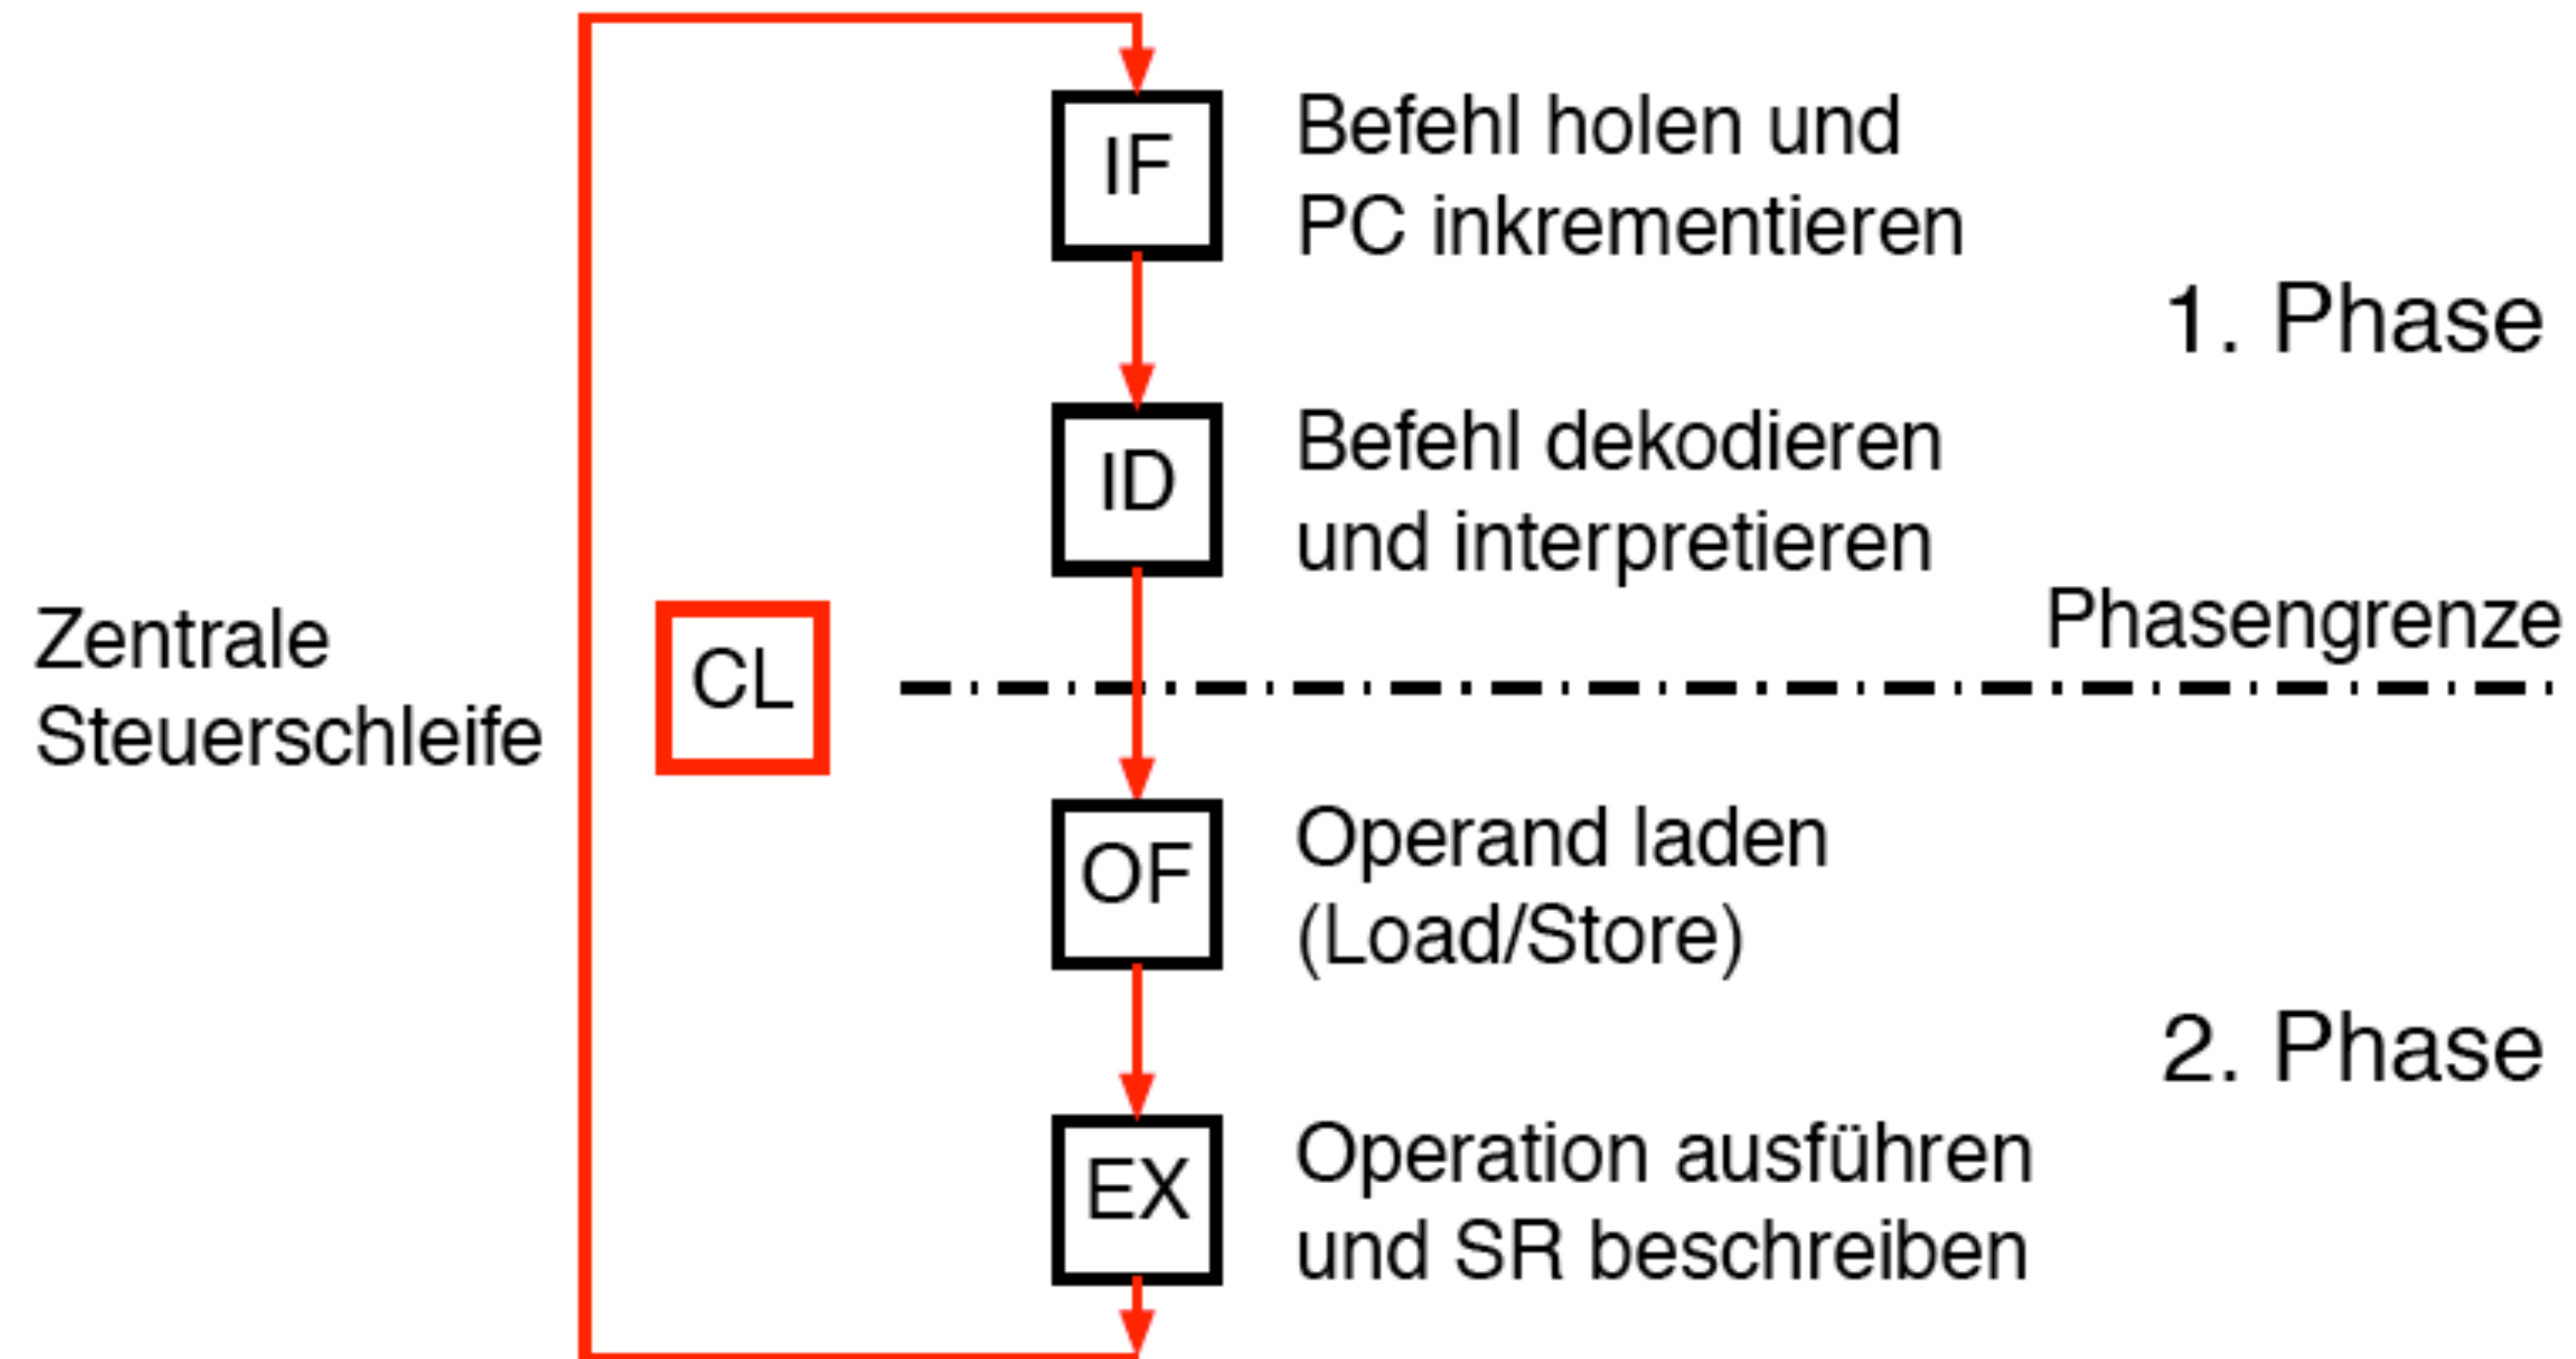 IF
Befehl holen und
PC inkrementieren
1. Phase
ID
Befehl dekodieren
und interpretieren
Zentrale
Steuerschleife
CL
Phasengrenze
OF
Operand laden
(Load/Store)
2. Phase
EX
Operation ausführen
und SR beschreiben